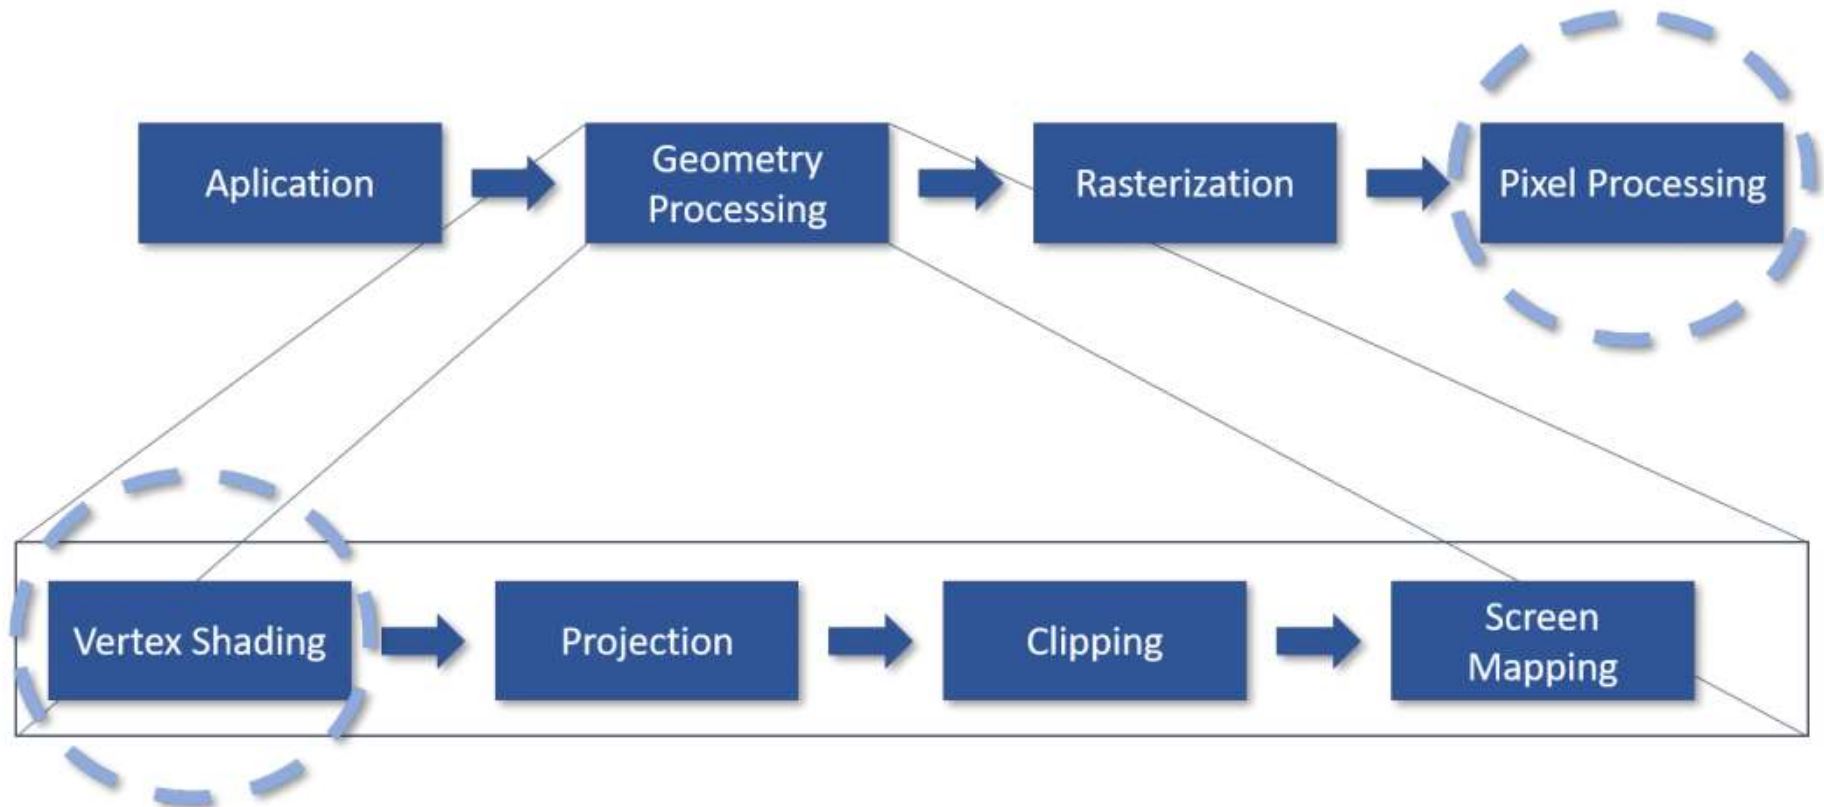 Aplication
Geometry
Processing
Rasterization
Pixel Processing
Vertex Shading
Projection
Clipping
Screen
Mapping